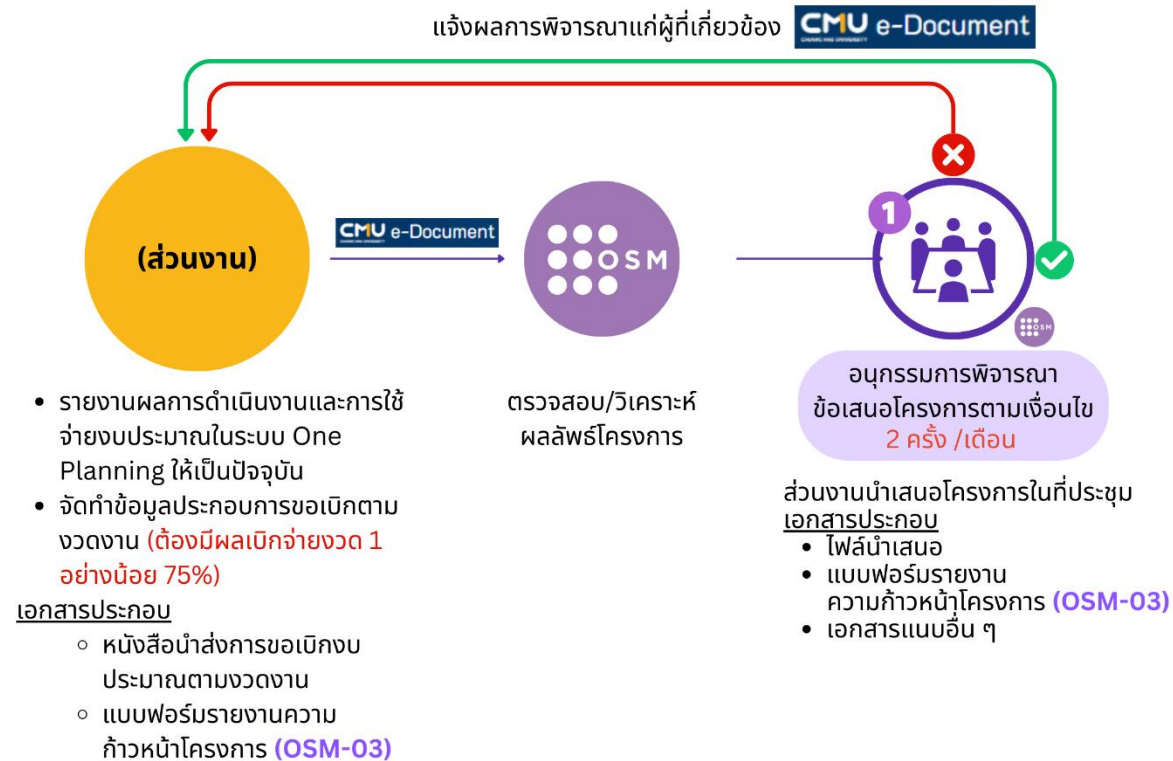 แจ้งผลการพิจารณาแก่ผู้ที่เกี่ยวข้อง CMU e-Document
CHIANG MAI UNIVERSITY
(ส่วนงาน)
CMU e-Document
CHIANG MAI UNIVERSITY
OSM
1
OSM
• รายงานผลการดำเนินงานและการใช้
จ่ายงบประมาณในระบบ One
Planning ให้เป็นปัจจุบัน
• จัดทำข้อมูลประกอบการขอเบิกตาม
งวดงาน (ต้องมีผลเบิกจ่ายงวด 1
อย่างน้อย 75%)
เอกสารประกอบ
○ หนังสือนำส่งการขอเบิกงบ
ประมาณตามงวดงาน
○ แบบฟอร์มรายงานความ
ก้าวหน้าโครงการ (OSM-03)
ตรวจสอบ/วิเคราะห์
ผลลัพธ์โครงการ
อนุกรรมการพิจารณา
ข้อเสนอโครงการตามเงื่อนไข
2 ครั้ง /เดือน
ส่วนงานนำเสนอโครงการในที่ประชุม
เอกสารประกอบ
• ไฟล์นำเสนอ
• แบบฟอร์มรายงาน
ความก้าวหน้าโครงการ (OSM-03)
• เอกสารแนบอื่น ๆ